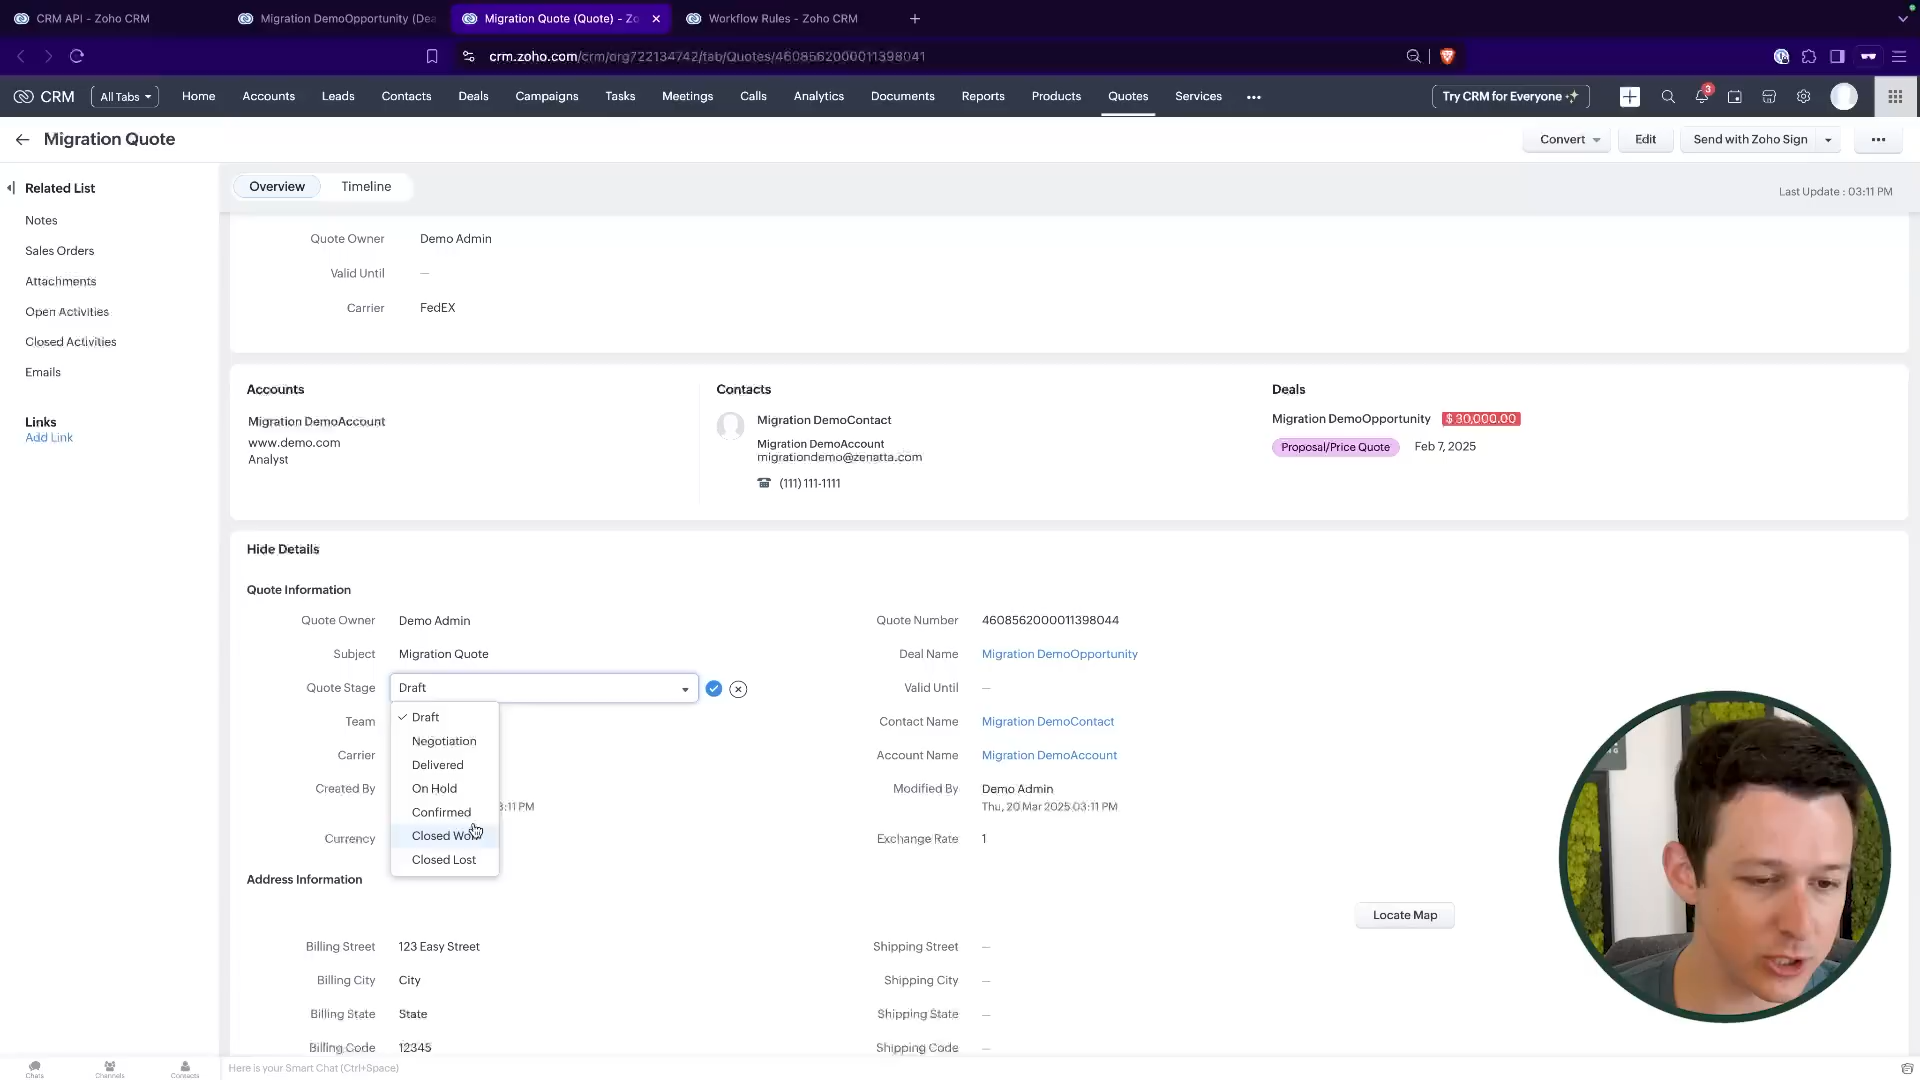 CRM API - Zoho CRM
Migration DemoOpportunity (Dea
Migration Quote (Quote) - Zo
Workflow Rules - Zoho CRM
crm.zoho.com/crm/org722134742/tab/Quotes/4608562000011398041
CRM
All Tabs
Home
Accounts
Leads
Contacts
Deals
Campaigns
Tasks
Meetings
Calls
Analytics
Documents
Reports
Products
Quotes
Services
Try CRM for Everyone
3
Migration Quote
Convert
Edit
Send with Zoho Sign
Related List
Notes
Sales Orders
Attachments
Open Activities
Closed Activities
Emails
Links
Add Link
Overview
Timeline
Last Update : 03:11 PM
Quote Owner Demo Admin
Valid Until —
Carrier FedEX
Accounts
Migration DemoAccount
www.demo.com
Analyst
Contacts
Migration DemoContact
Migration DemoAccount
migrationdemo@zenatta.com
(111) 111-1111
Deals
Migration DemoOpportunity $ 30,000.00
Proposal/Price Quote Feb 7, 2025
Hide Details
Quote Information
Quote Owner Demo Admin
Quote Number 4608562000011398044
Subject Migration Quote
Deal Name Migration DemoOpportunity
Quote Stage Draft
Valid Until —
Team
Contact Name Migration DemoContact
Carrier
Account Name Migration DemoAccount
Created By
:11 PM
Modified By Demo Admin
Thu, 20 Mar 2025 03:11 PM
Currency
Exchange Rate 1
Draft
Negotiation
Delivered
On Hold
Confirmed
Closed Won
Closed Lost
Address Information
Locate Map
Billing Street 123 Easy Street
Shipping Street —
Billing City City
Shipping City —
Billing State State
Shipping State —
Billing Code 12345
Shipping Code —
Chats
Channels
Contacts
Here is your Smart Chat (Ctrl+Space)